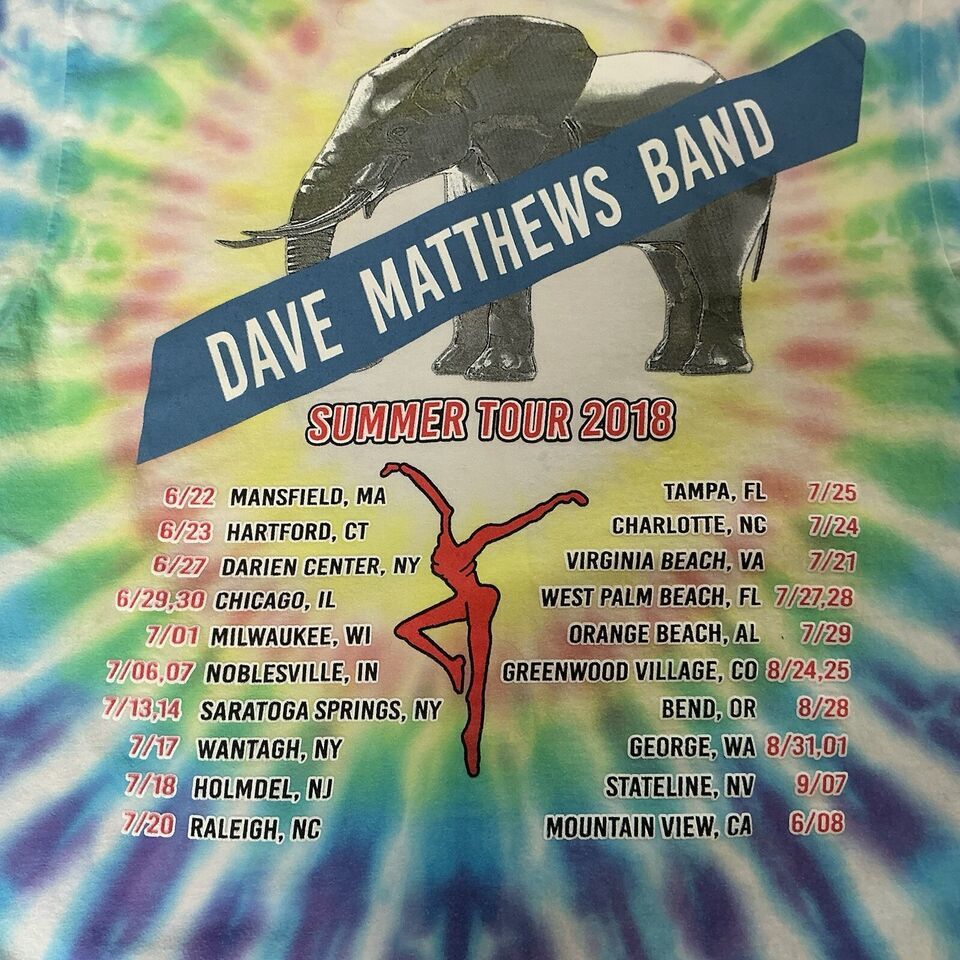 DAVE MATTHEWS BAND
SUMMER TOUR 2018
6/22 MANSFIELD, MA
6/23 HARTFORD, CT
6/27 DARIEN CENTER, NY
6/29,30 CHICAGO, IL
7/01 MILWAUKEE, WI
7/06,07 NOBLESVILLE, IN
7/13,14 SARATOGA SPRINGS, NY
7/17 WANTAGH, NY
7/18 HOLMDEL, NJ
7/20 RALEIGH, NC
TAMPA, FL 7/25
CHARLOTTE, NC 7/24
VIRGINIA BEACH, VA 7/21
WEST PALM BEACH, FL 7/27,28
ORANGE BEACH, AL 7/29
GREENWOOD VILLAGE, CO 8/24,25
BEND, OR 8/28
GEORGE, WA 8/31,01
STATELINE, NV 9/07
MOUNTAIN VIEW, CA 6/08